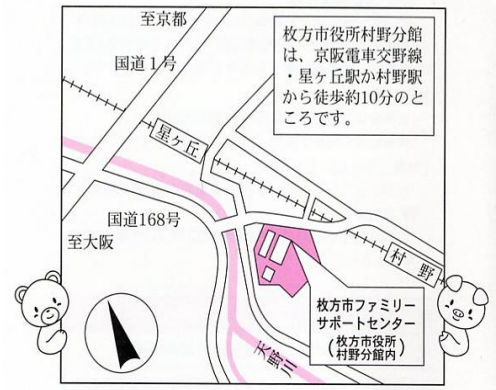 至京都
国道1号
枚方市役所村野分館
は、京阪電車交野線
・星ヶ丘駅か村野駅
から徒歩約10分のと
ころです。
星ヶ丘
国道168号
至大阪
村野
枚方市ファミリー
サポートセンター
(枚方市役所
村野分館内)
天野川